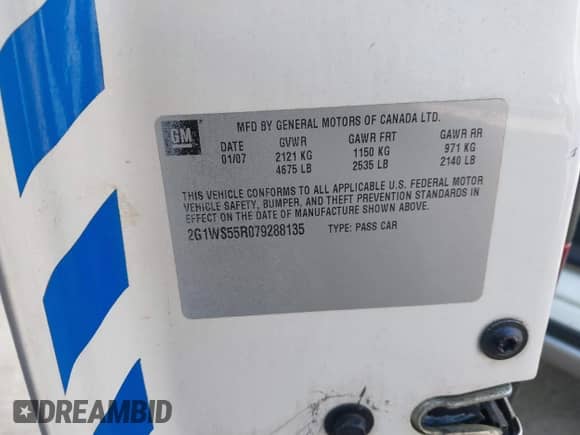 MFD BY GENERAL MOTORS OF CANADA LTD.
GM
DATE GVWR GAWR FRT GAWR RR
01/07 2121 KG 1150 KG 971 KG
4675 LB 2535 LB 2140 LB
THIS VEHICLE CONFORMS TO ALL APPLICABLE U.S. FEDERAL MOTOR
VEHICLE SAFETY, BUMPER, AND THEFT PREVENTION STANDARDS IN
EFFECT ON THE DATE OF MANUFACTURE SHOWN ABOVE.
2G1WS55R079288135 TYPE: PASS CAR
DREAMBID